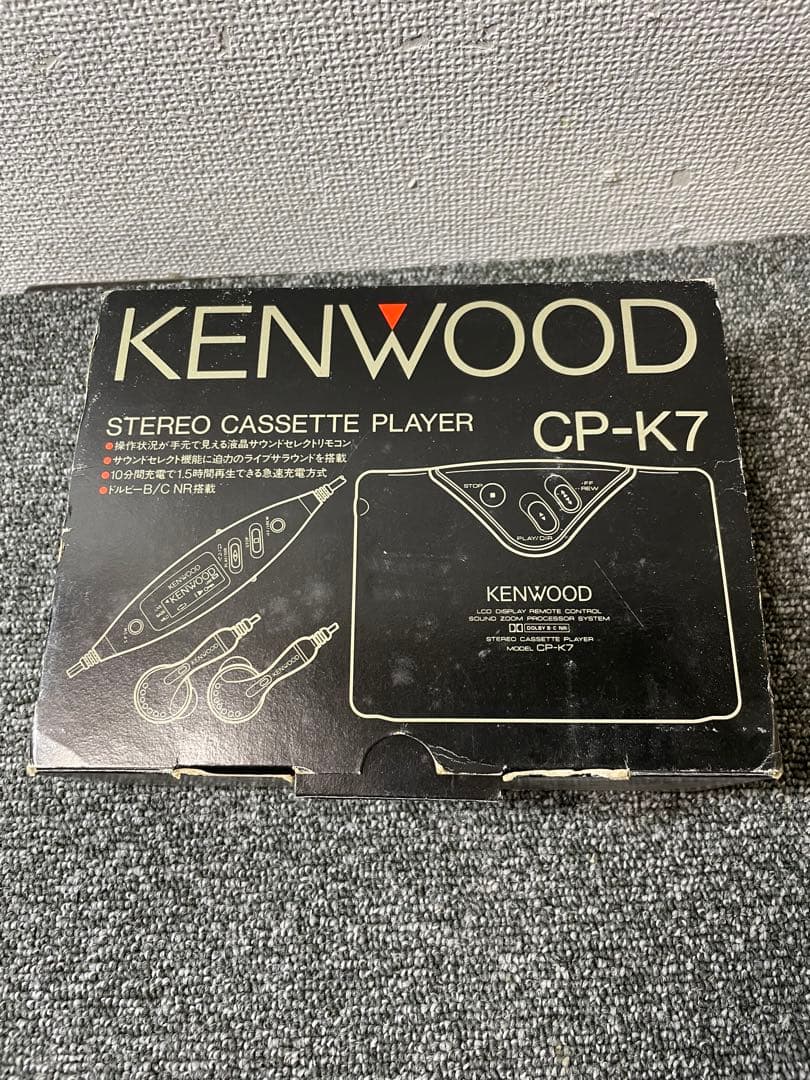 KENWOOD
STEREO CASSETTE PLAYER
CP-K7
●操作状況が手元で見える液晶サウンドセレクトリモコン
●サウンドセレクト機能に迫力のライブサラウンドを搭載
●10分間充電で1.5時間再生できる急速充電方式
●ドルビーB/C NR搭載
STOP
PLAY/DIR
FF
REW
KENWOOD
LCD DISPLAY REMOTE CONTROL
SOUND ZOOM PROCESSOR SYSTEM
DOLBY B C NR
STEREO CASSETTE PLAYER
MODEL CP-K7
KENWOOD
KENWOOD
KENWOOD
KENWOOD